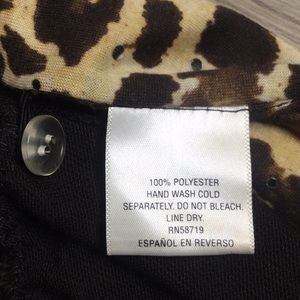 100% POLYESTER
HAND WASH COLD
SEPARATELY. DO NOT BLEACH.
LINE DRY.
RN58719
ESPAÑOL EN REVERSO